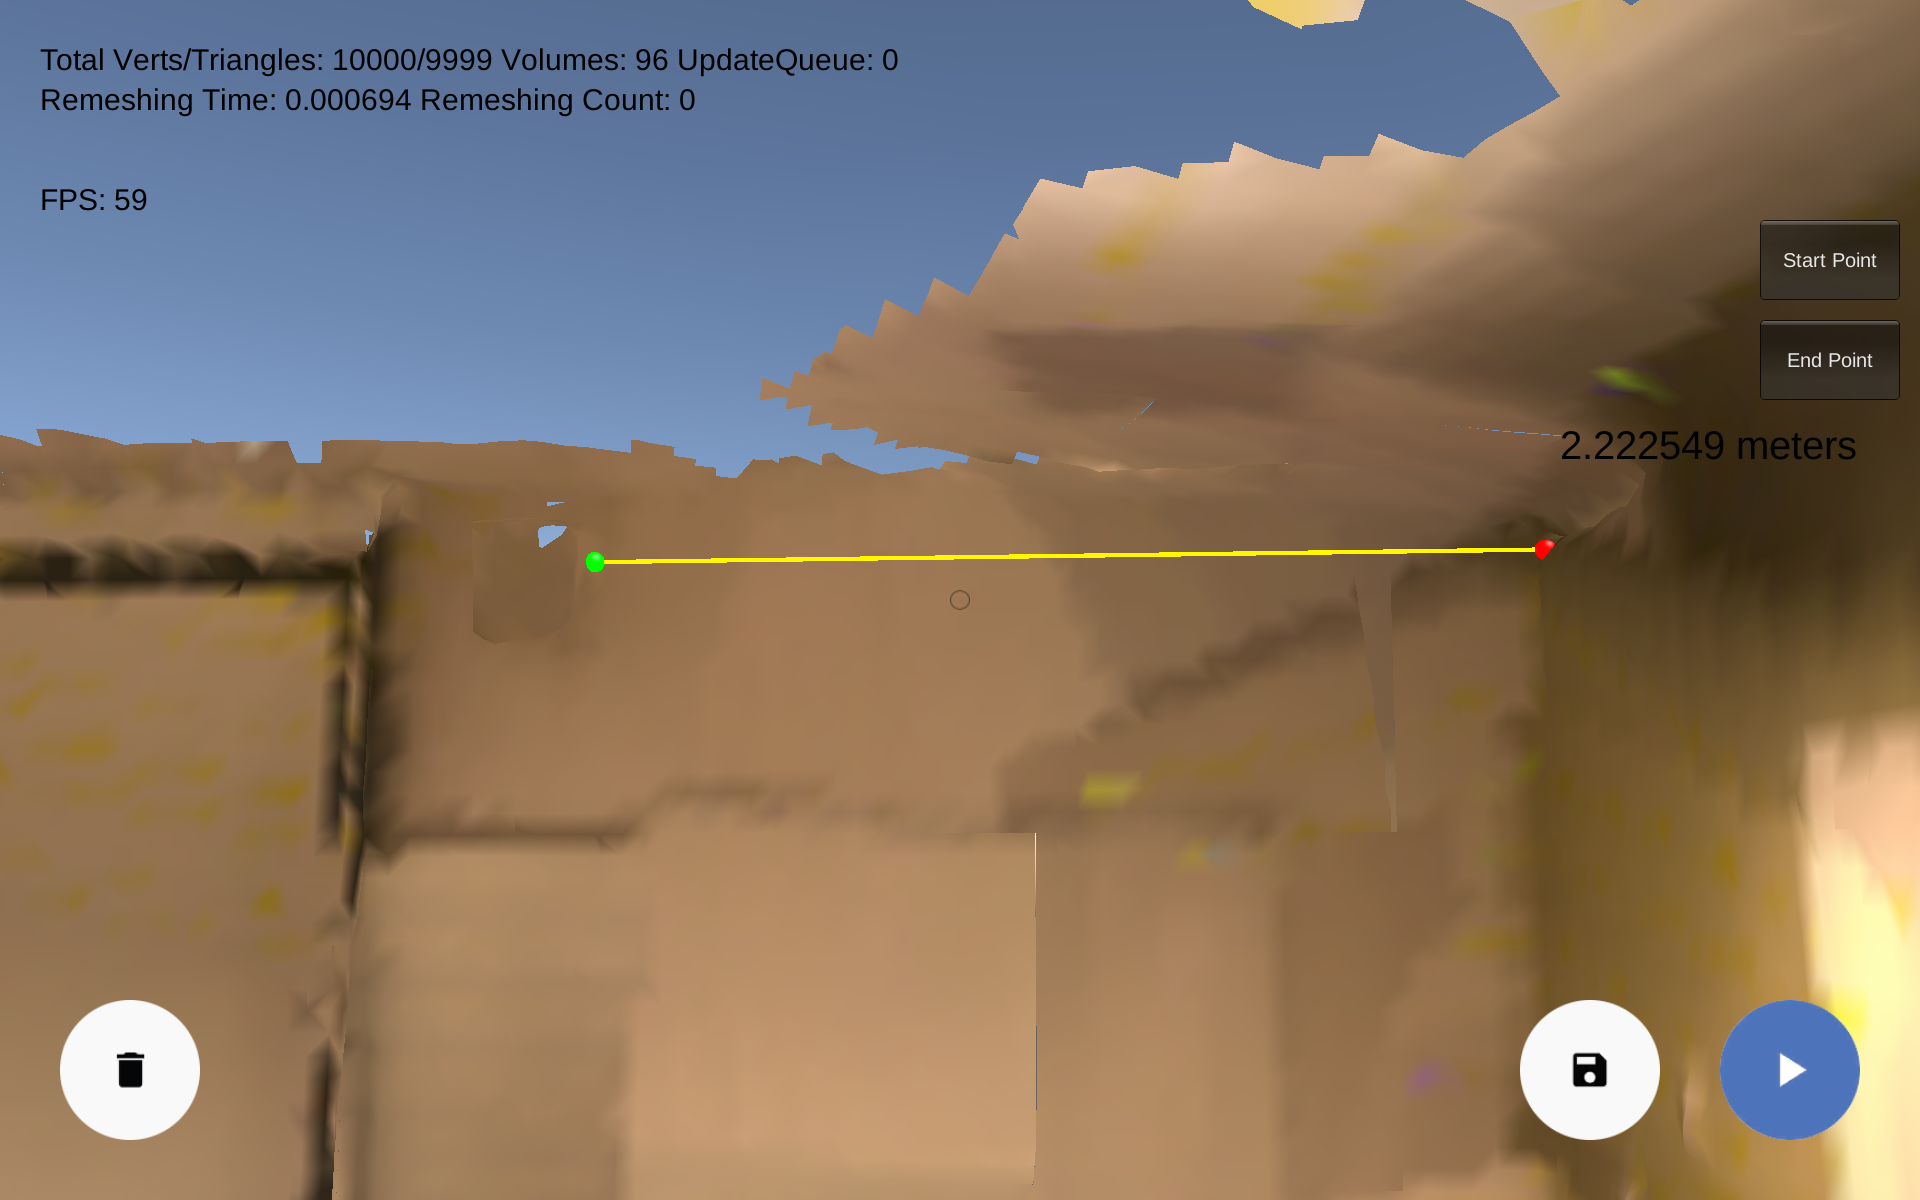 Total Verts/Triangles: 10000/9999 Volumes: 96 UpdateQueue: 0
Remeshing Time: 0.000694 Remeshing Count: 0
FPS: 59
Start Point
End Point
2.222549 meters